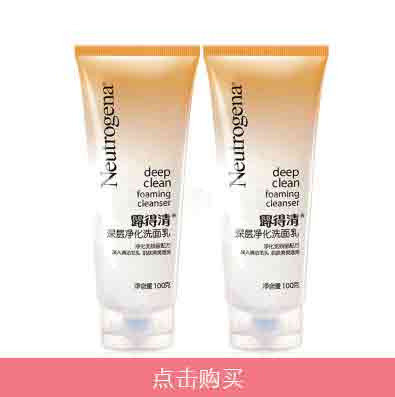 Neutrogena®
deep
clean
foaming
cleanser
露得清®
深层净化洗面乳
净含量100克
Neutrogena®
deep
clean
foaming
cleanser
露得清®
深层净化洗面乳
净含量100克
点击购买